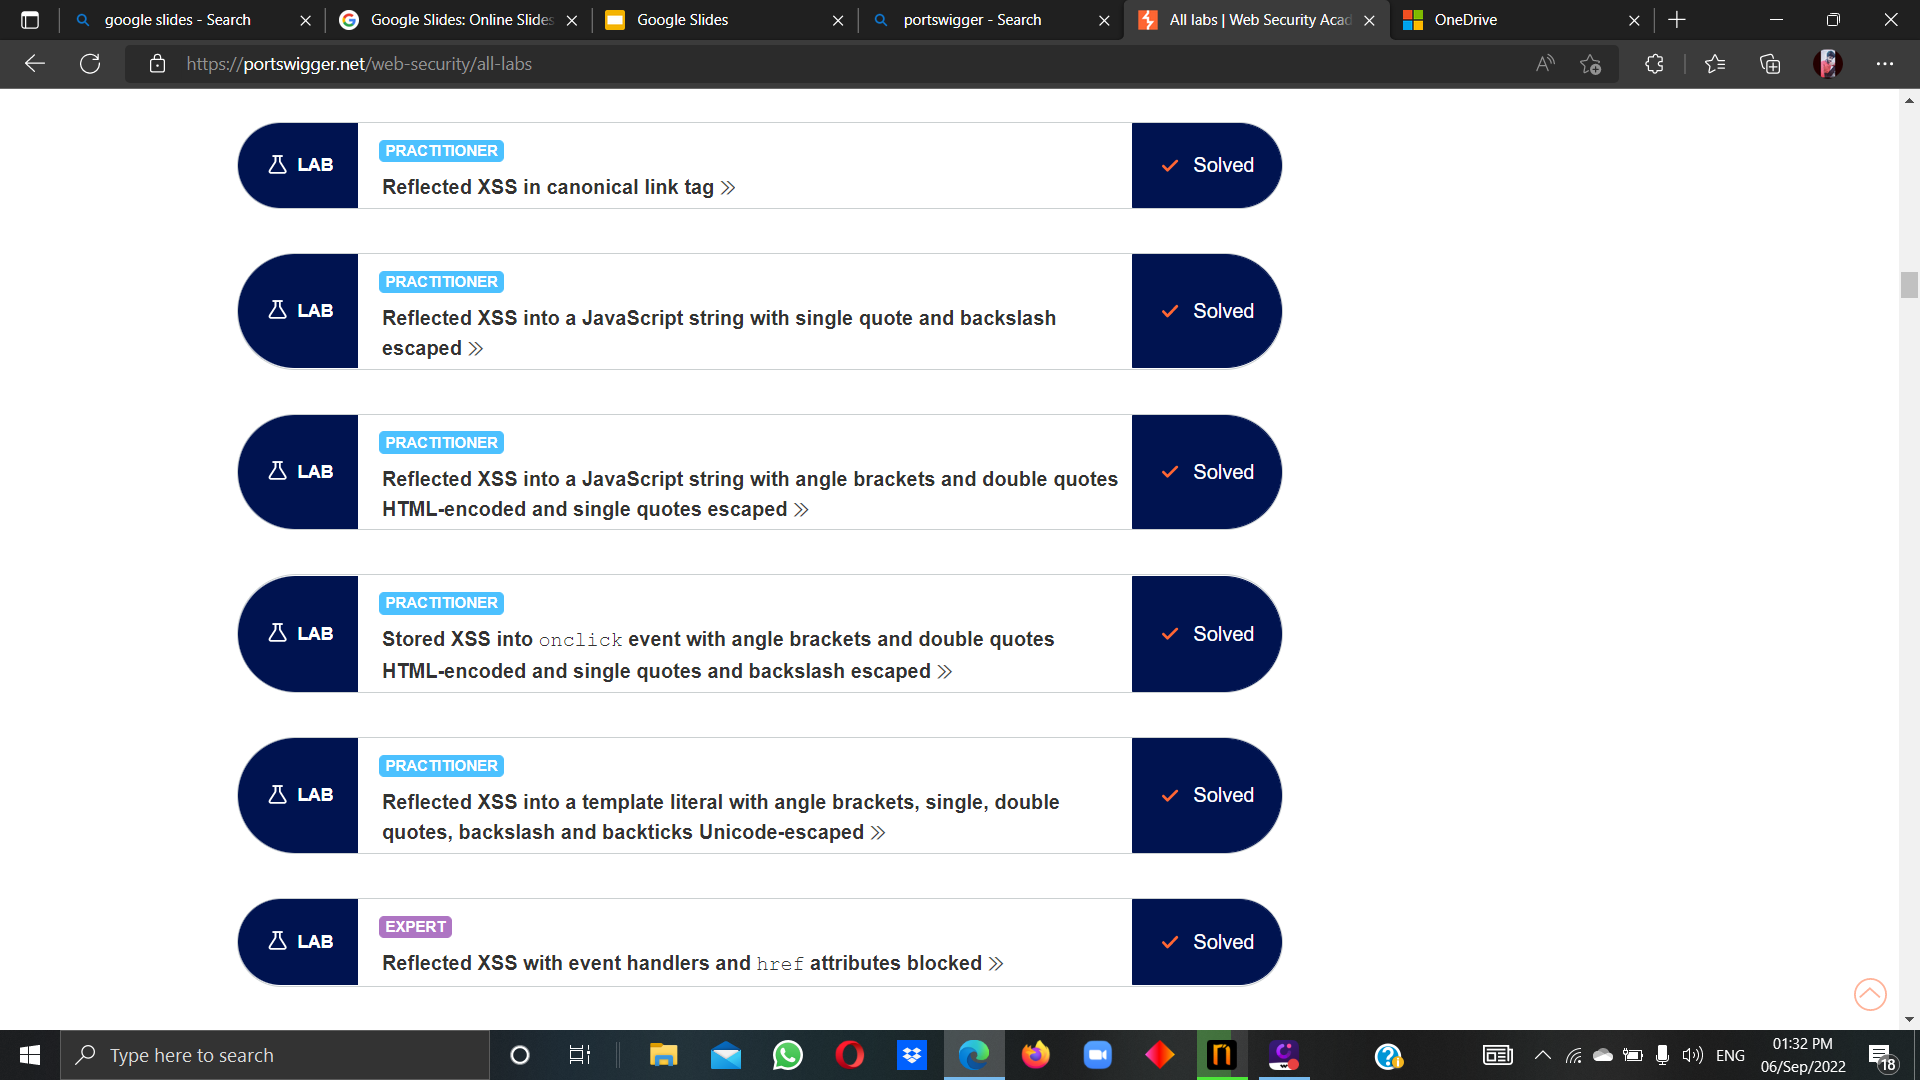 google slides - Search
Google Slides: Online Slides
Google Slides
portswigger - Search
All labs | Web Security Acad
OneDrive
https://portswigger.net/web-security/all-labs
LAB
PRACTITIONER
Reflected XSS in canonical link tag
Solved
LAB
PRACTITIONER
Reflected XSS into a JavaScript string with single quote and backslash
escaped
Solved
LAB
PRACTITIONER
Reflected XSS into a JavaScript string with angle brackets and double quotes
HTML-encoded and single quotes escaped
Solved
LAB
PRACTITIONER
Stored XSS into onclick event with angle brackets and double quotes
HTML-encoded and single quotes and backslash escaped
Solved
LAB
PRACTITIONER
Reflected XSS into a template literal with angle brackets, single, double
quotes, backslash and backticks Unicode-escaped
Solved
LAB
EXPERT
Reflected XSS with event handlers and href attributes blocked
Solved
Type here to search
ENG
01:32 PM
06/Sep/2022
18